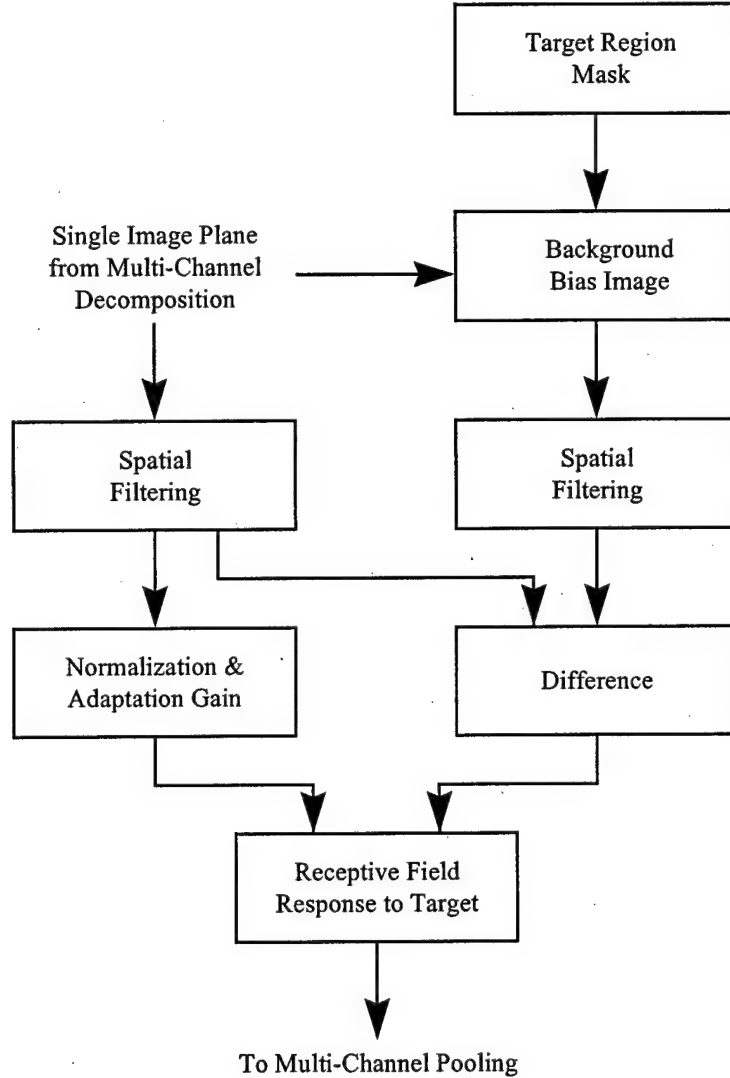 Target Region
Mask
Single Image Plane
from Multi-Channel
Decomposition
Background
Bias Image
Spatial
Filtering
Spatial
Filtering
Normalization &
Adaptation Gain
Difference
Receptive Field
Response to Target
To Multi-Channel Pooling